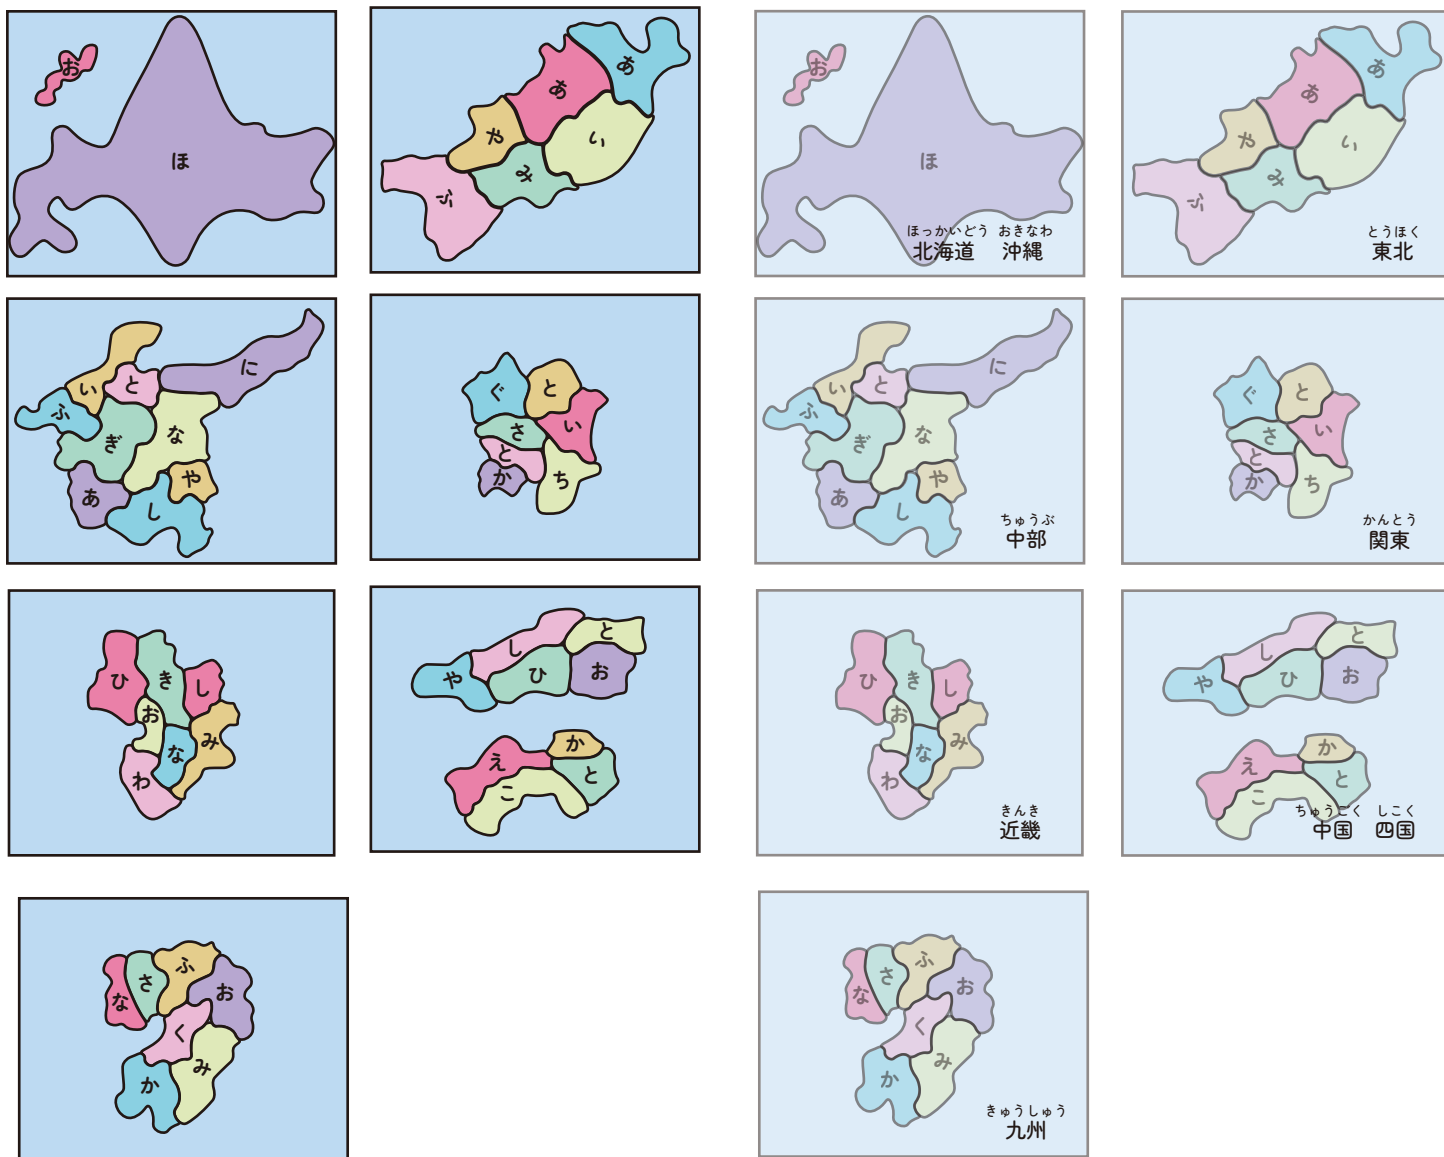 お
ほ
あ
あ
や
い
み
ふ
お
ほ
ほっかいどう おきなわ
北海道 沖縄
あ
あ
や
い
み
ふ
とうほく
東北
に
い
と
ふ
ぎ
な
あ
し
や
ぐ
と
い
さ
と
か
ち
に
い
と
ふ
ぎ
な
あ
し
や
ちゅうぶ
中部
ぐ
と
い
さ
と
か
ち
かんとう
関東
ひ
き
し
お
な
み
わ
し
と
や
ひ
お
え
か
と
こ
ひ
き
し
お
な
み
わ
きんき
近畿
し
と
や
ひ
お
え
か
と
こ
ちゅうごく しこく
中国 四国
ふ
さ
な
お
く
み
か
ふ
さ
な
お
く
み
か
きゅうしゅう
九州